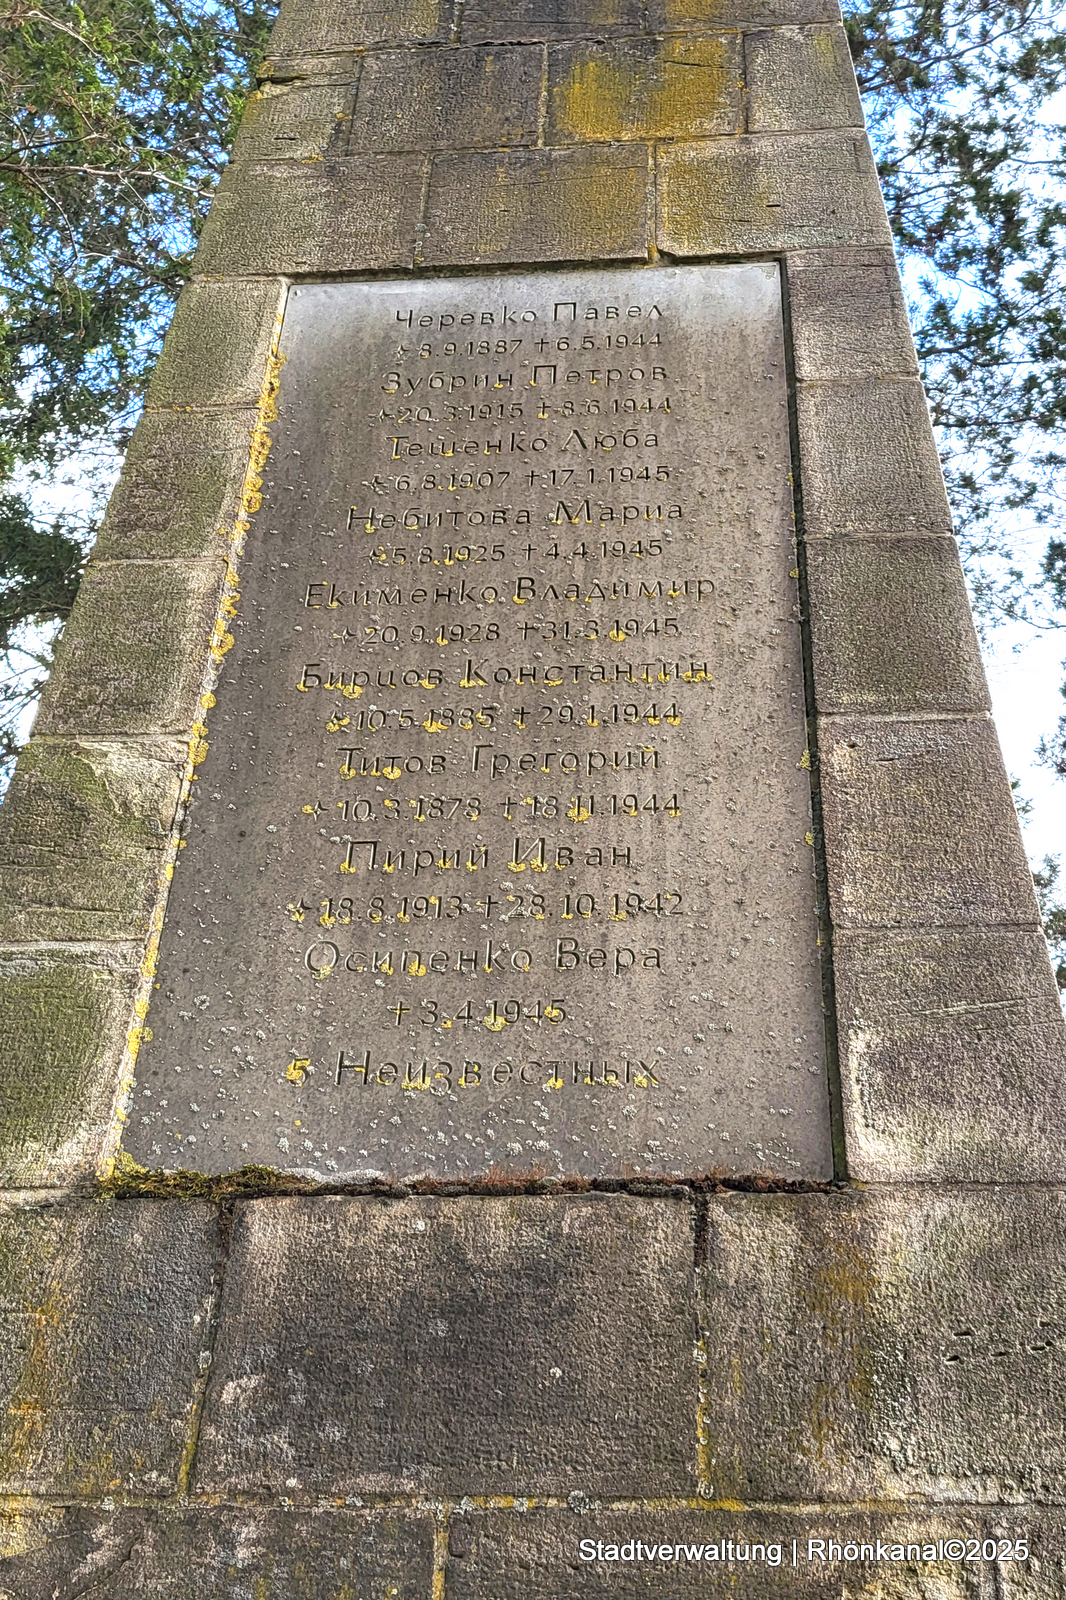 Черевко Павел
✶8.9.1887 †6.5.1944
Зубрин Петров
✶20.3.1915 †8.6.1944
Тешенко Люба
✶6.8.1907 †17.1.1945
Небитова Мариа
✶5.8.1925 †4.4.1945
Екименко Владимир
✶20.9.1928 †31.3.1945
Бирцов Константин
✶10.5.1885 †29.1.1944
Титов Грегорий
✶10.3.1878 †18.11.1944
Пирий Иван
✶18.8.1913 †28.10.1942
Осипенко Вера
†3.4.1945
5 Неизвестных
Stadtverwaltung | Rhönkanal©2025